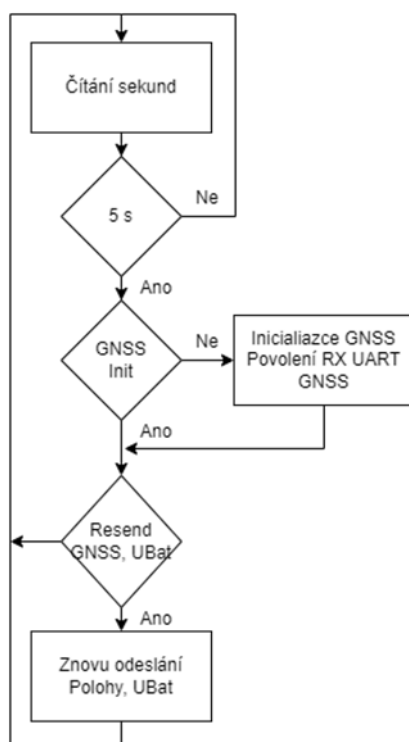 Čítání sekund
5 s
Ne
Ano
GNSS
Init
Ne
Inicialiazce GNSS
Povolení RX UART
GNSS
Ano
Resend
GNSS, UBat
Ano
Znovu odeslání
Polohy, UBat